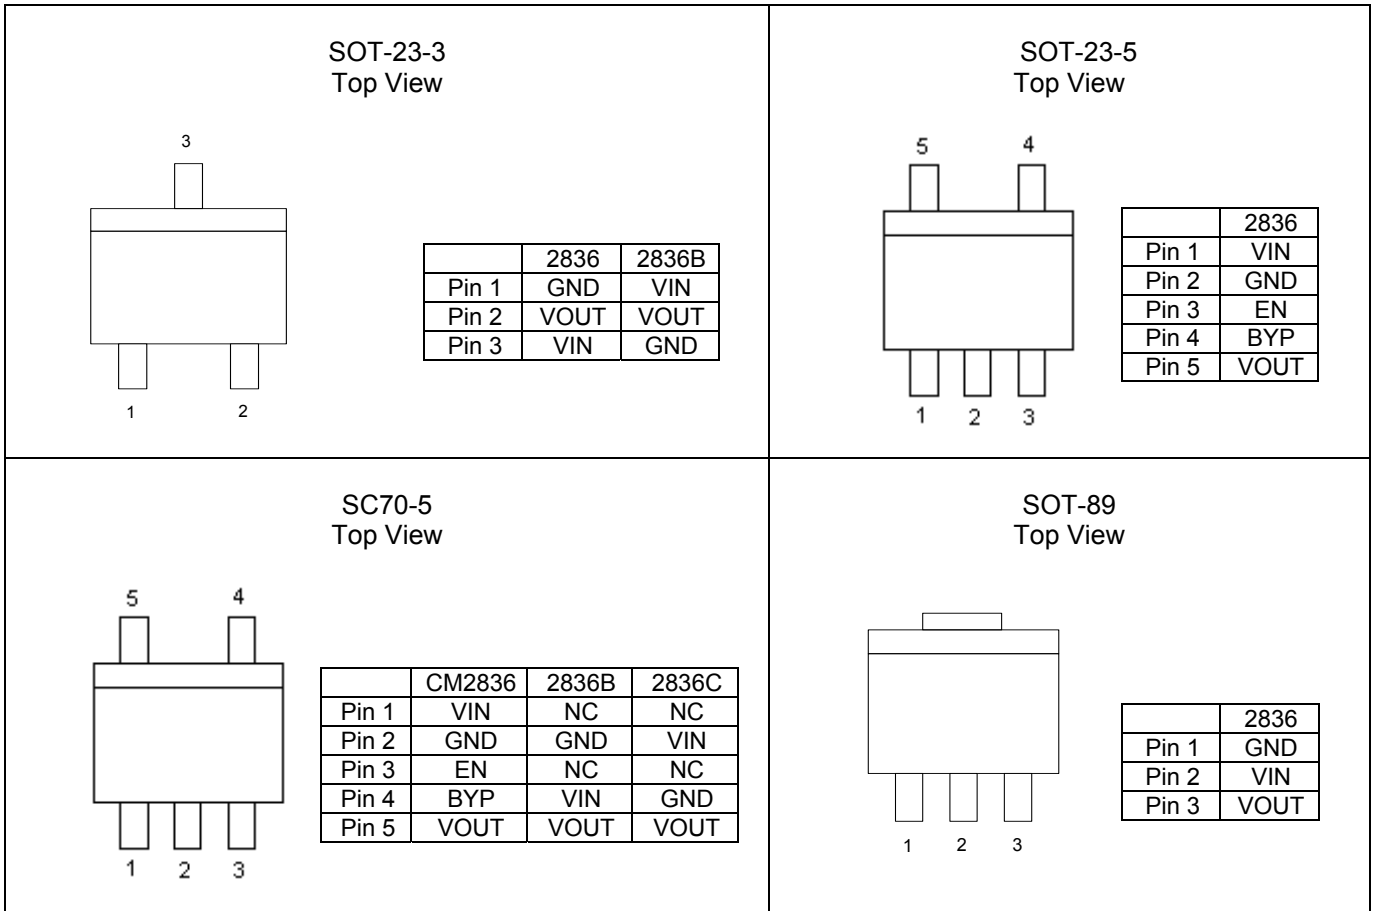 SOT-23-3
Top View
3
1 2
2836 2836B
Pin 1 GND VIN
Pin 2 VOUT VOUT
Pin 3 VIN GND
SOT-23-5
Top View
5 4
1 2 3
2836
Pin 1 VIN
Pin 2 GND
Pin 3 EN
Pin 4 BYP
Pin 5 VOUT
SC70-5
Top View
5 4
1 2 3
CM2836 2836B 2836C
Pin 1 VIN NC NC
Pin 2 GND GND VIN
Pin 3 EN NC NC
Pin 4 BYP VIN GND
Pin 5 VOUT VOUT VOUT
SOT-89
Top View
1 2 3
2836
Pin 1 GND
Pin 2 VIN
Pin 3 VOUT